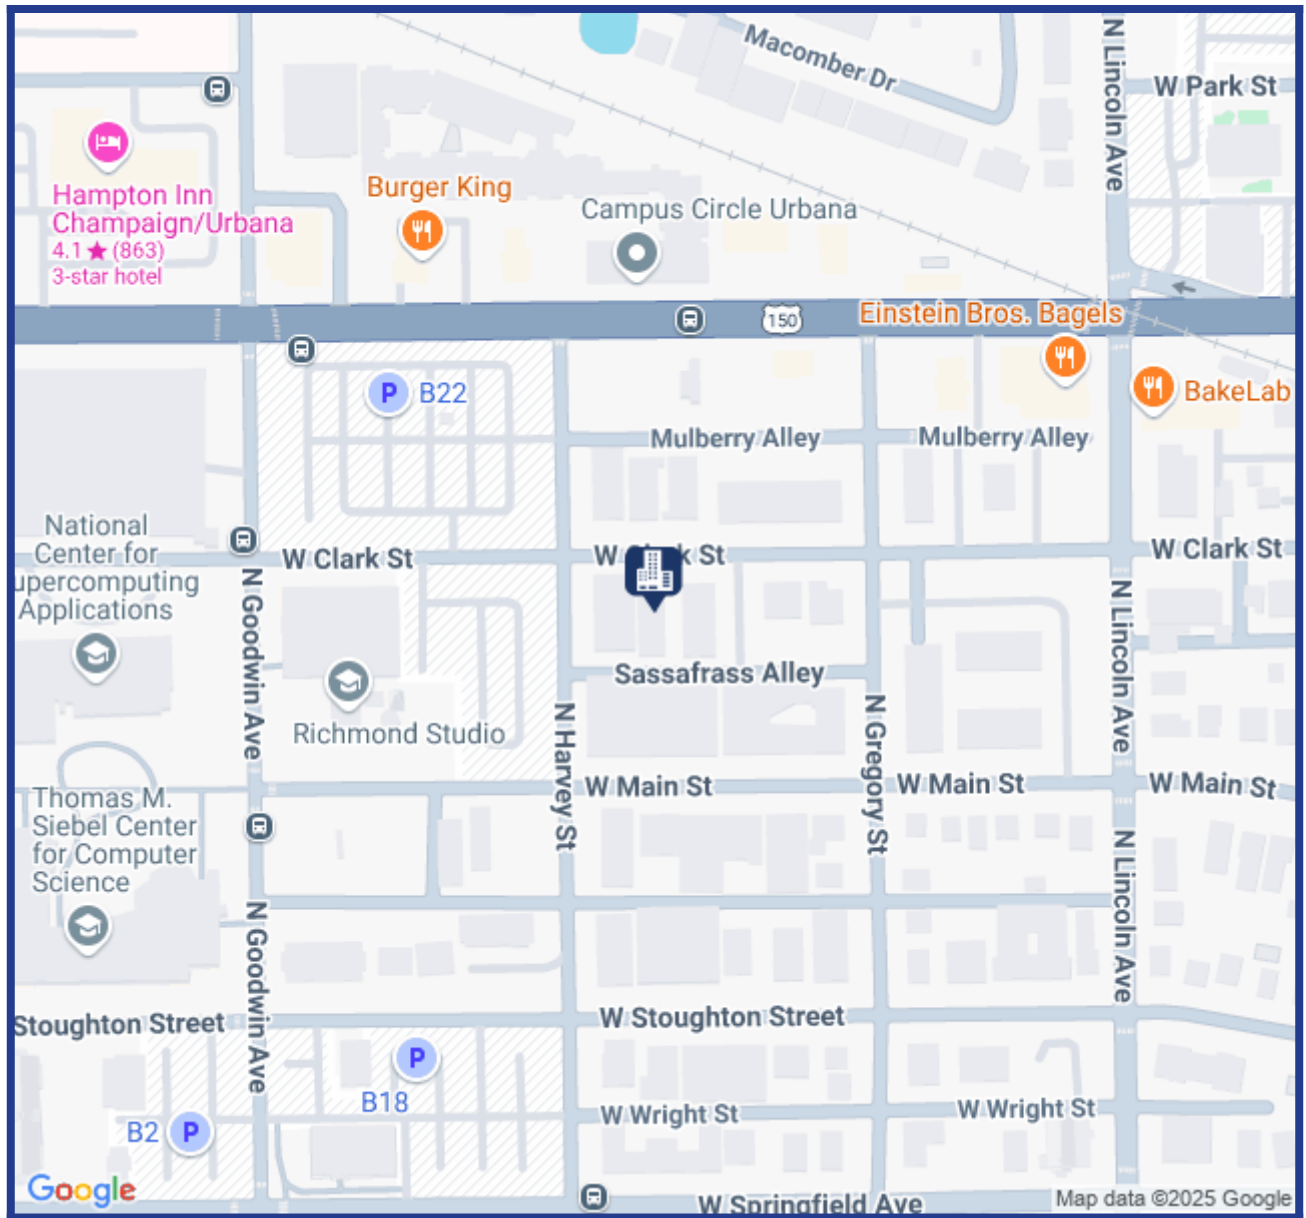 Macomber Dr
N Lincoln Ave
W Park St
Hampton Inn
Champaign/Urbana
4.1 ★ (863)
3-star hotel
Burger King
Campus Circle Urbana
150
Einstein Bros. Bagels
BakeLab
P B22
Mulberry Alley
Mulberry Alley
National
Center for
upercomputing
Applications
W Clark St
W Clark St
W Clark St
N Goodwin Ave
N Lincoln Ave
Sassafrass Alley
Richmond Studio
N Harvey St
N Gregory St
W Main St
W Main St
W Main St
Thomas M.
Siebel Center
for Computer
Science
N Goodwin Ave
N Lincoln Ave
Stoughton Street
W Stoughton Street
P
B18
B2 P
W Wright St
W Wright St
Google
W Springfield Ave
Map data ©2025 Google